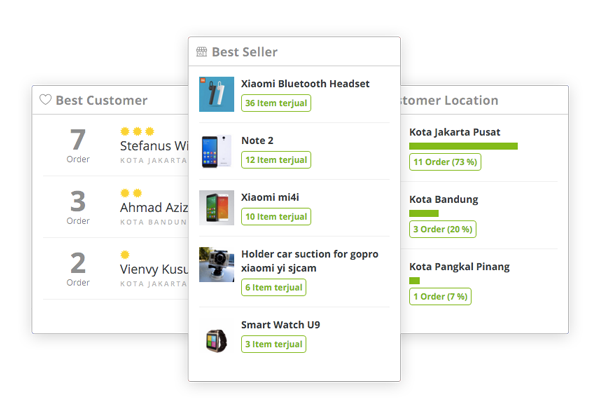 Best Customer
7
Order
Stefanus Wi
KOTA JAKARTA
3
Order
Ahmad Aziz
KOTA BANDUN
2
Order
Vienvy Kusu
KOTA JAKARTA
Best Seller
Xiaomi Bluetooth Headset
36 Item terjual
Note 2
12 Item terjual
Xiaomi mi4i
10 Item terjual
Holder car suction for gopro
xiaomi yi sjcam
6 Item terjual
Smart Watch U9
3 Item terjual
stomer Location
Kota Jakarta Pusat
11 Order (73 %)
Kota Bandung
3 Order (20 %)
Kota Pangkal Pinang
1 Order (7 %)